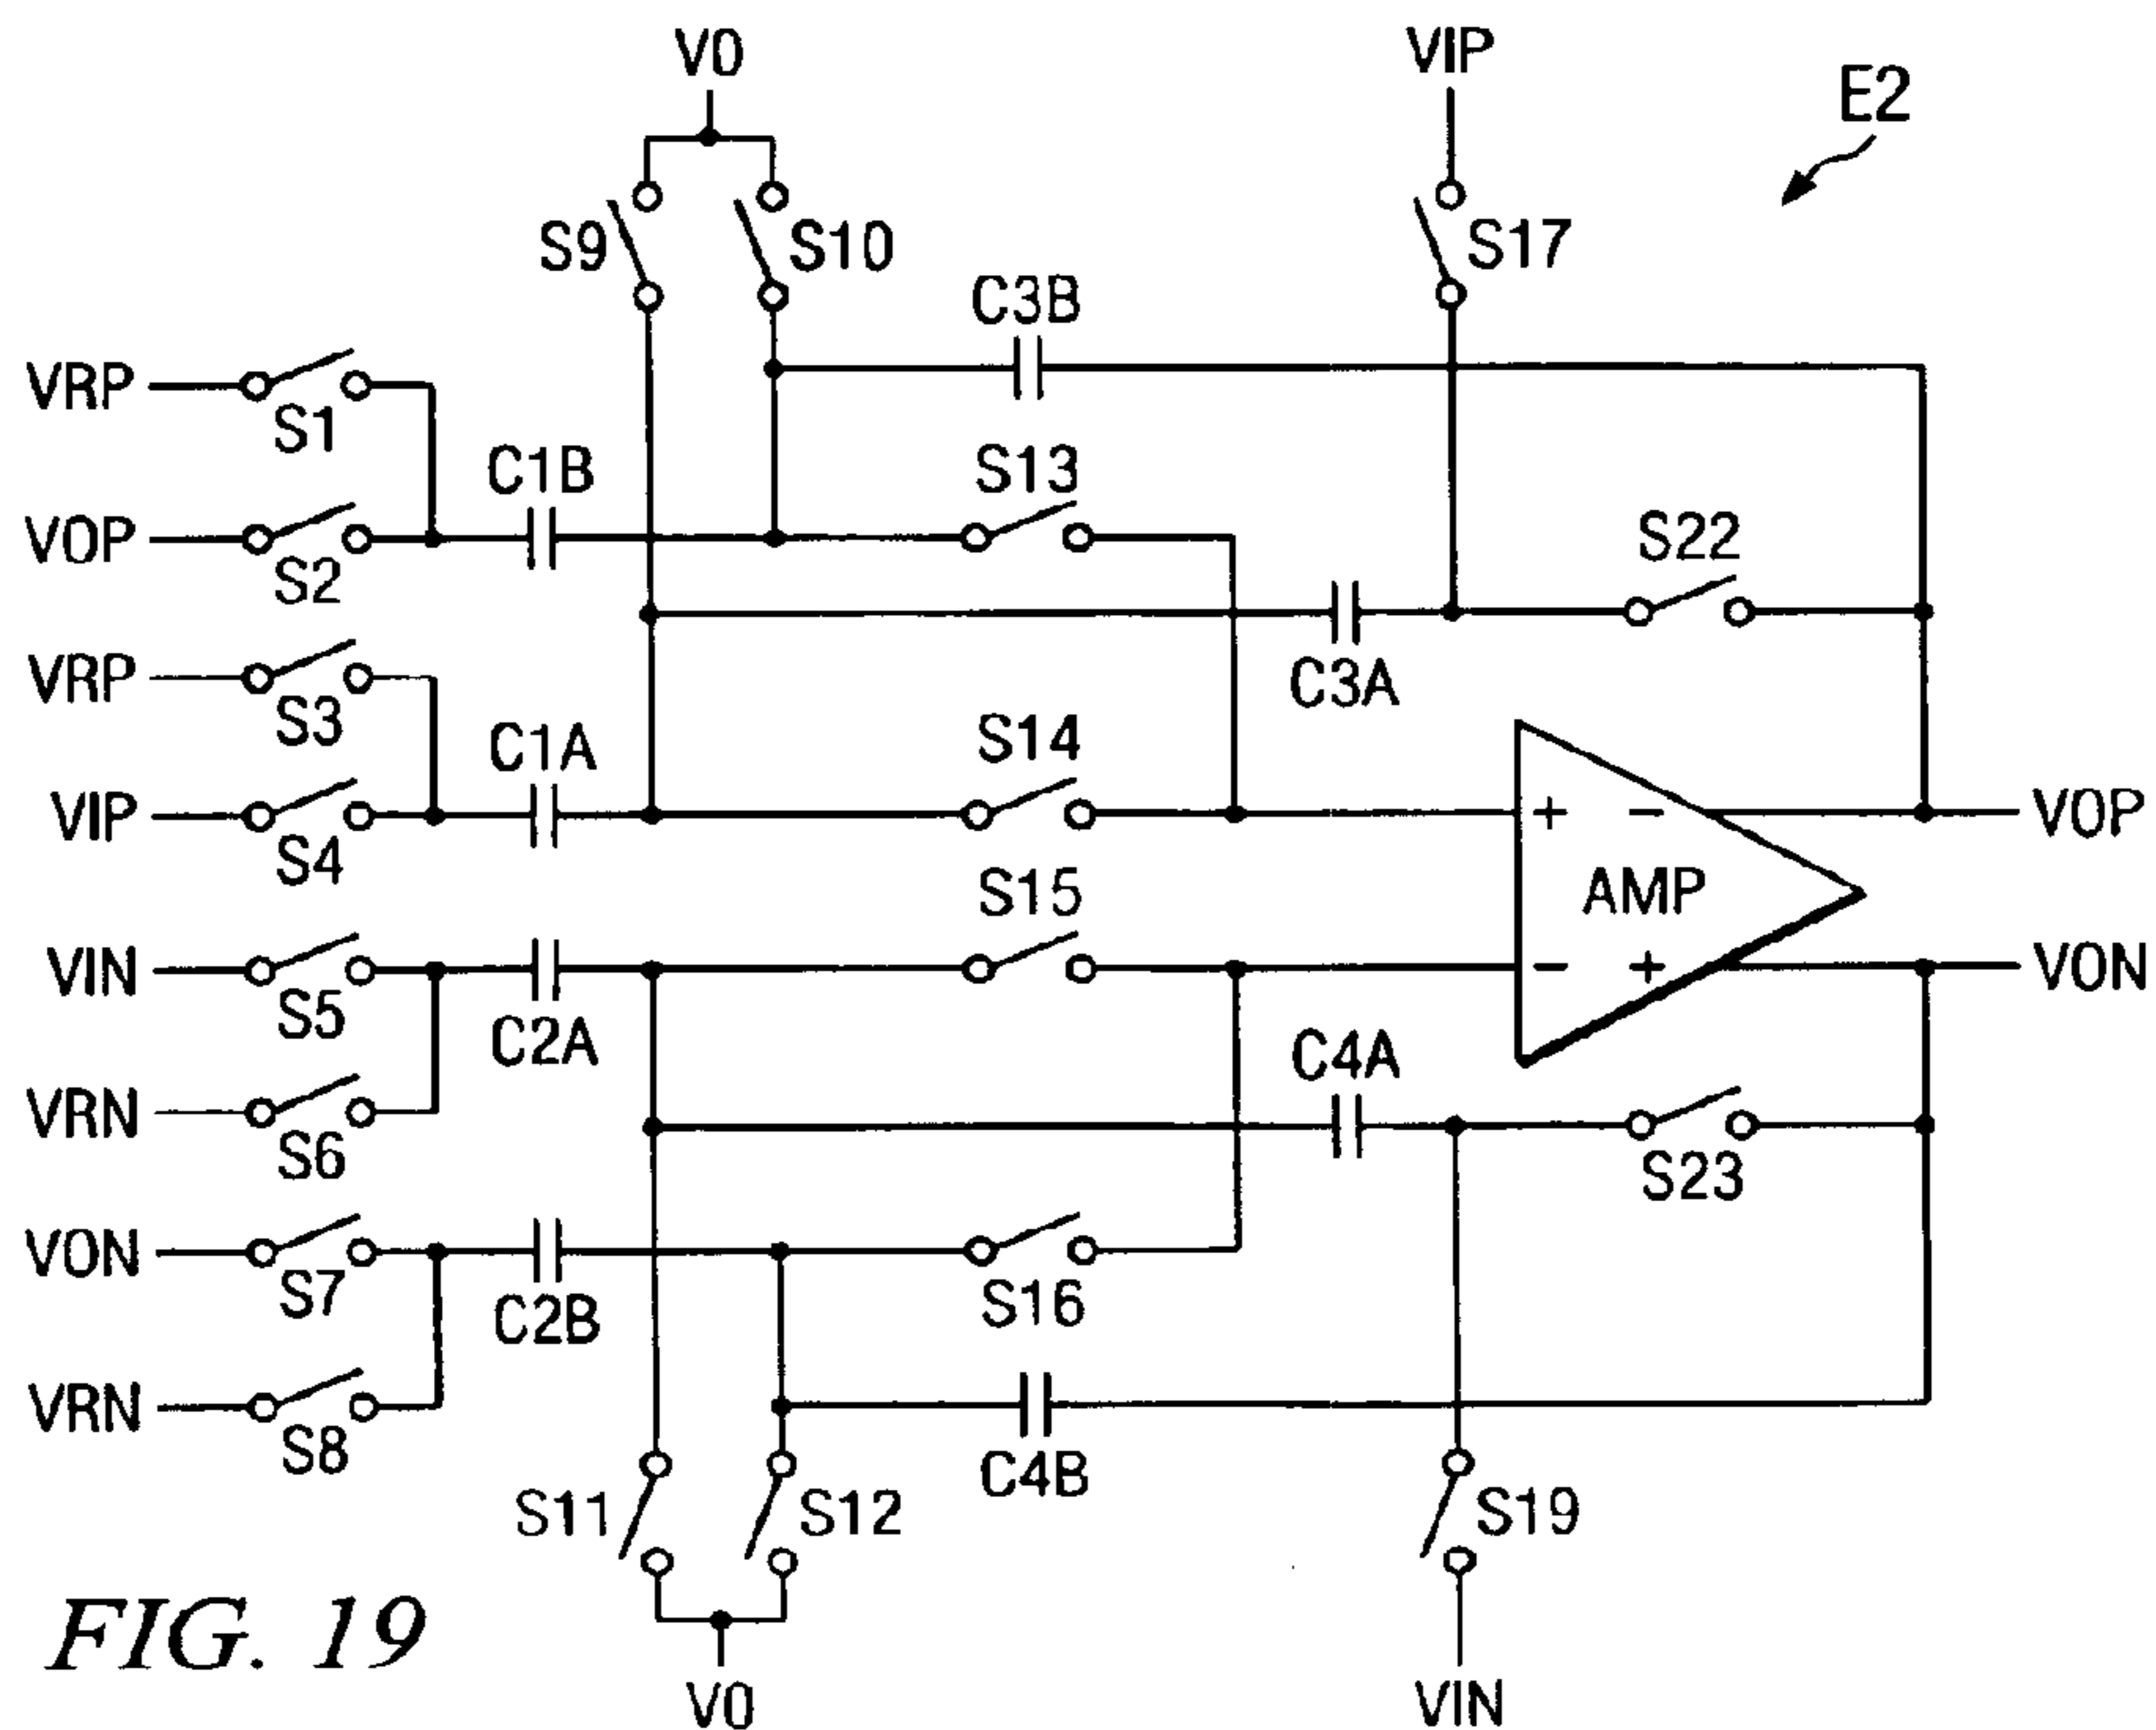 V0
VIP
E2
S9
S10
S17
C3B
VRP
S1
C1B
S13
VOP
S2
S22
VRP
S3
C3A
C1A
S14
VIP
S4
+
−
VOP
AMP
S15
VIN
S5
C2A
−
+
VON
C4A
VRN
S6
S23
VON
S7
C2B
S16
VRN
S8
C4B
S11
S12
S19
FIG. 19
V0
VIN